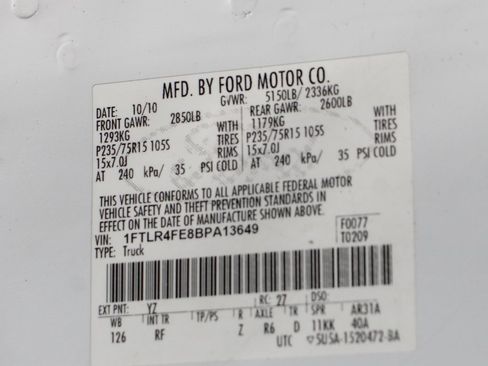 MFD. BY FORD MOTOR CO.
DATE: 10/10 GVWR: 5150LB/ 2336KG
FRONT GAWR: 2850LB REAR GAWR: 2600LB
1293KG WITH 1179KG WITH
P235/75R15 105S TIRES P235/75R15 105S TIRES
15x7.0J RIMS 15x7.0J RIMS
AT 240 kPa/ 35 PSI COLD AT 240 kPa/ 35 PSI COLD
THIS VEHICLE CONFORMS TO ALL APPLICABLE FEDERAL MOTOR
VEHICLE SAFETY AND THEFT PREVENTION STANDARDS IN
EFFECT ON THE DATE OF MANUFACTURE SHOWN ABOVE.
VIN: 1FTLR4FE8BPA13649 F0077
TYPE: Truck T0209
EXT PNT: YZ RC: 27 DSO:
WB INT TR TP/PS R AXLE TR SPR AR31A
126 RF Z R6 D 11KK 40A
UTC 5USA-1520472-BA